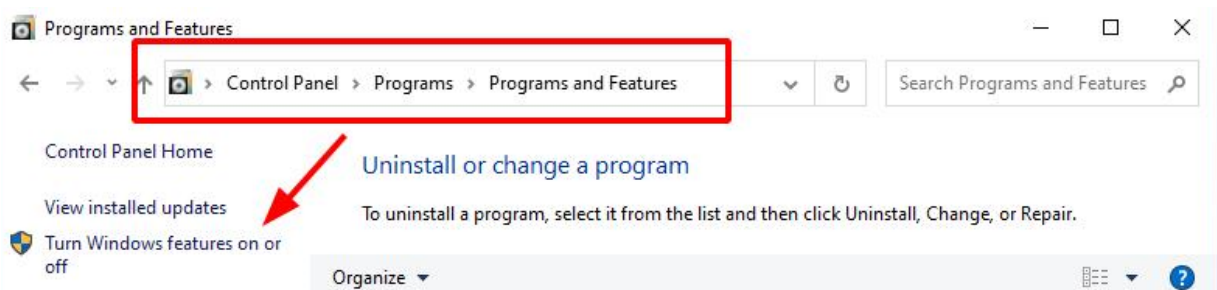 Programs and Features
Control Panel > Programs > Programs and Features
Search Programs and Features
Control Panel Home
Uninstall or change a program
View installed updates
To uninstall a program, select it from the list and then click Uninstall, Change, or Repair.
Turn Windows features on or
off
Organize